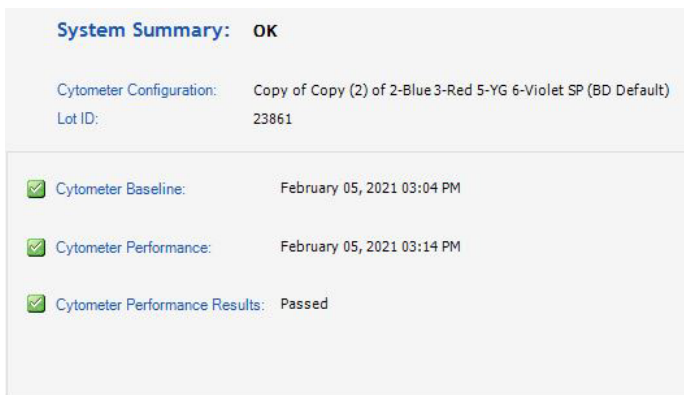 System Summary: OK
Cytometer Configuration: Copy of Copy (2) of 2-Blue 3-Red 5-YG 6-Violet SP (BD Default)
Lot ID: 23861
Cytometer Baseline: February 05, 2021 03:04 PM
Cytometer Performance: February 05, 2021 03:14 PM
Cytometer Performance Results: Passed